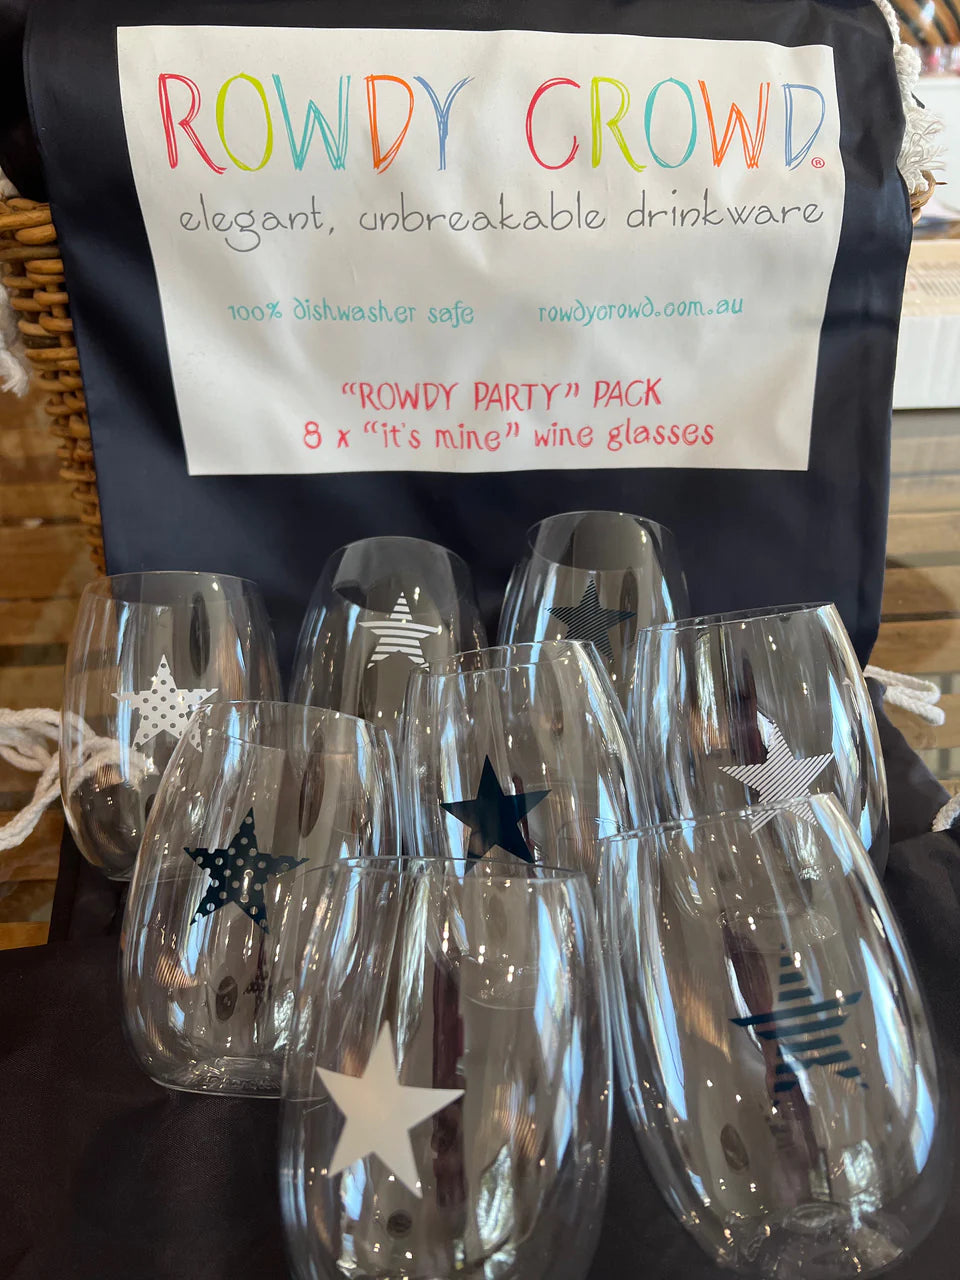 ROWDY CROWD®
elegant, unbreakable drinkware
100% dishwasher safe rowdycrowd.com.au
“ROWDY PARTY” PACK
8 x “it's mine” wine glasses